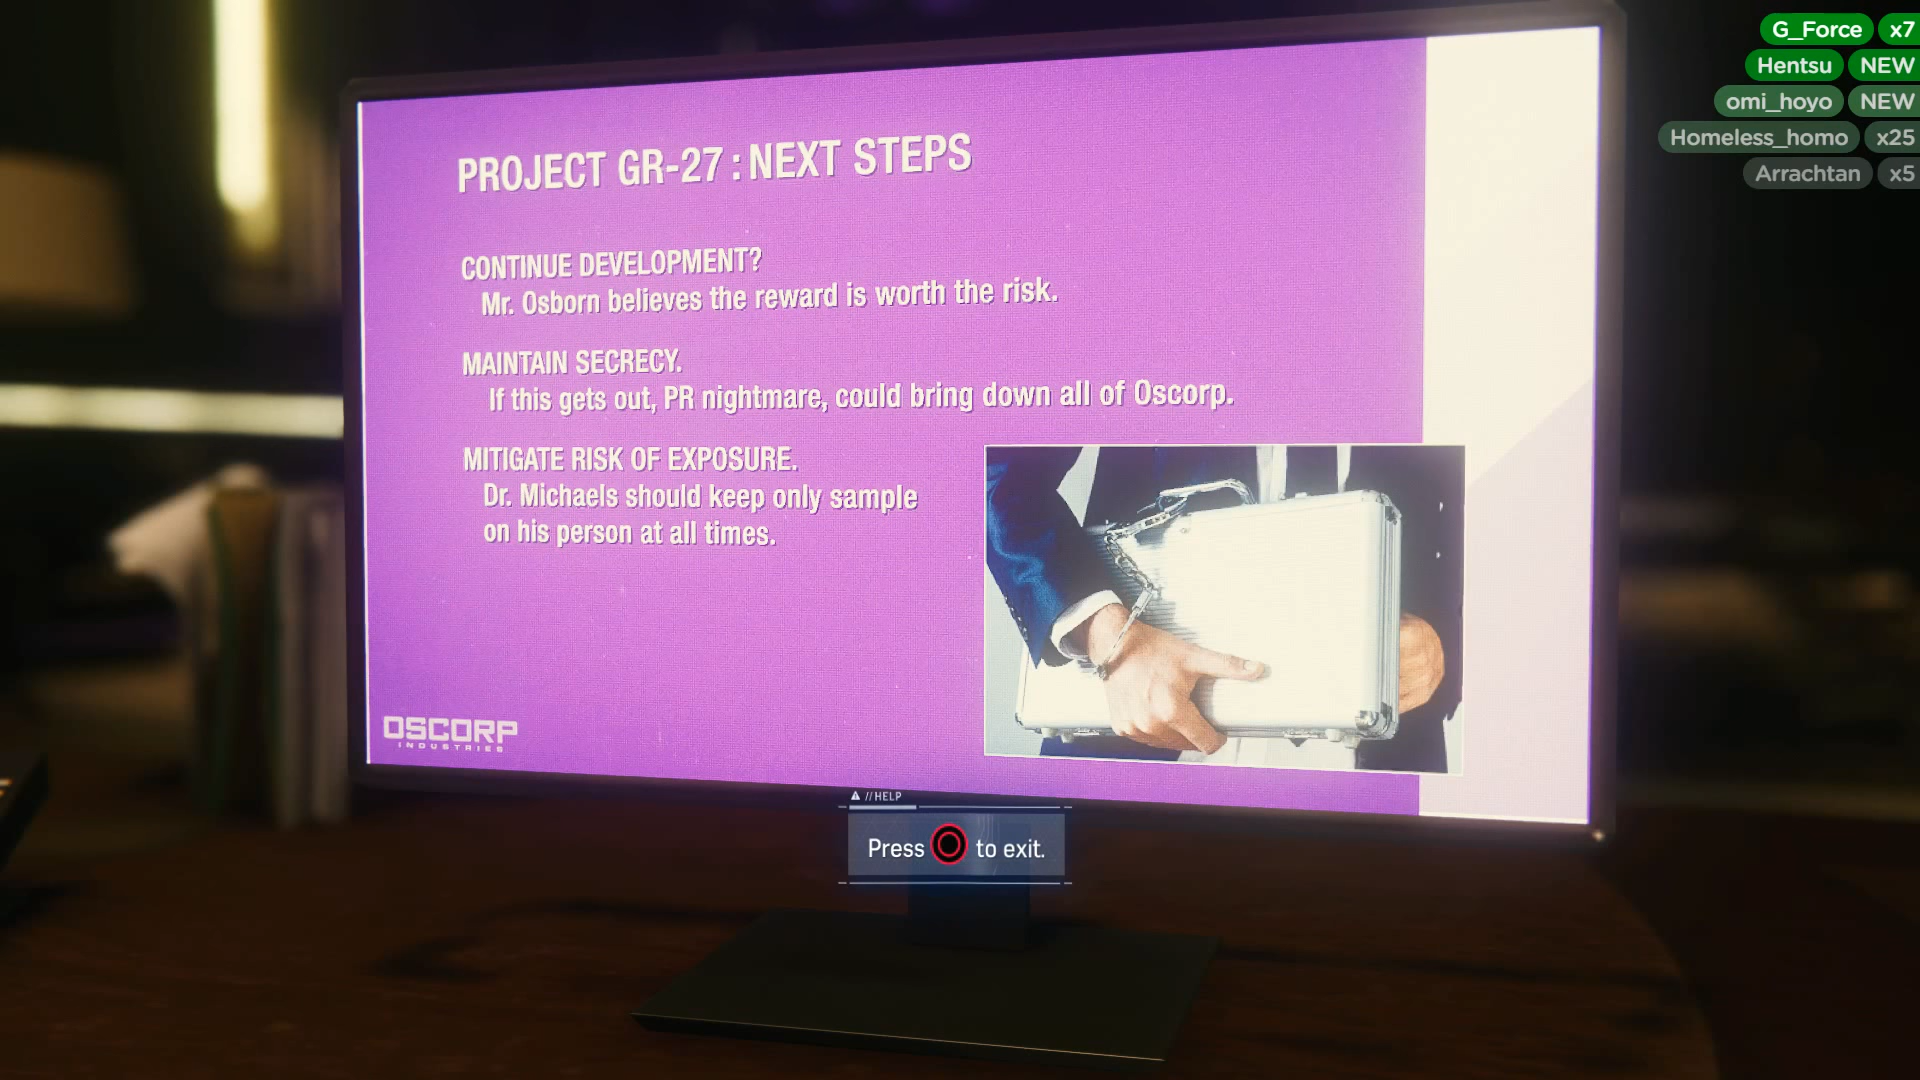 G_Force x7
Hentsu NEW
omi_hoyo NEW
Homeless_homo x25
Arrachtan x5
PROJECT GR-27 : NEXT STEPS
CONTINUE DEVELOPMENT?
Mr. Osborn believes the reward is worth the risk.
MAINTAIN SECRECY.
If this gets out, PR nightmare, could bring down all of Oscorp.
MITIGATE RISK OF EXPOSURE.
Dr. Michaels should keep only sample
on his person at all times.
OSCORP
INDUSTRIES
//HELP
Press to exit.